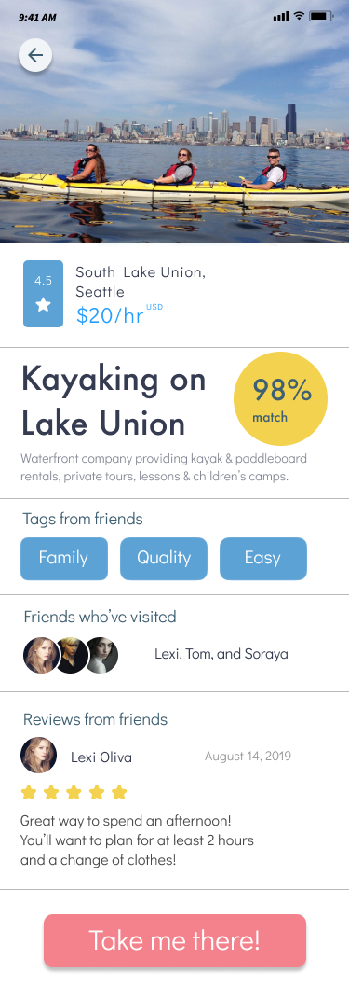 9:41 AM
4.5
South Lake Union,
Seattle
$20/hr USD
Kayaking on
Lake Union
98%
match
Waterfront company providing kayak & paddleboard
rentals, private tours, lessons & children's camps.
Tags from friends
Family Quality Easy
Friends who've visited
Lexi, Tom, and Soraya
Reviews from friends
Lexi Oliva August 14, 2019
Great way to spend an afternoon!
You'll want to plan for at least 2 hours
and a change of clothes!
Take me there!